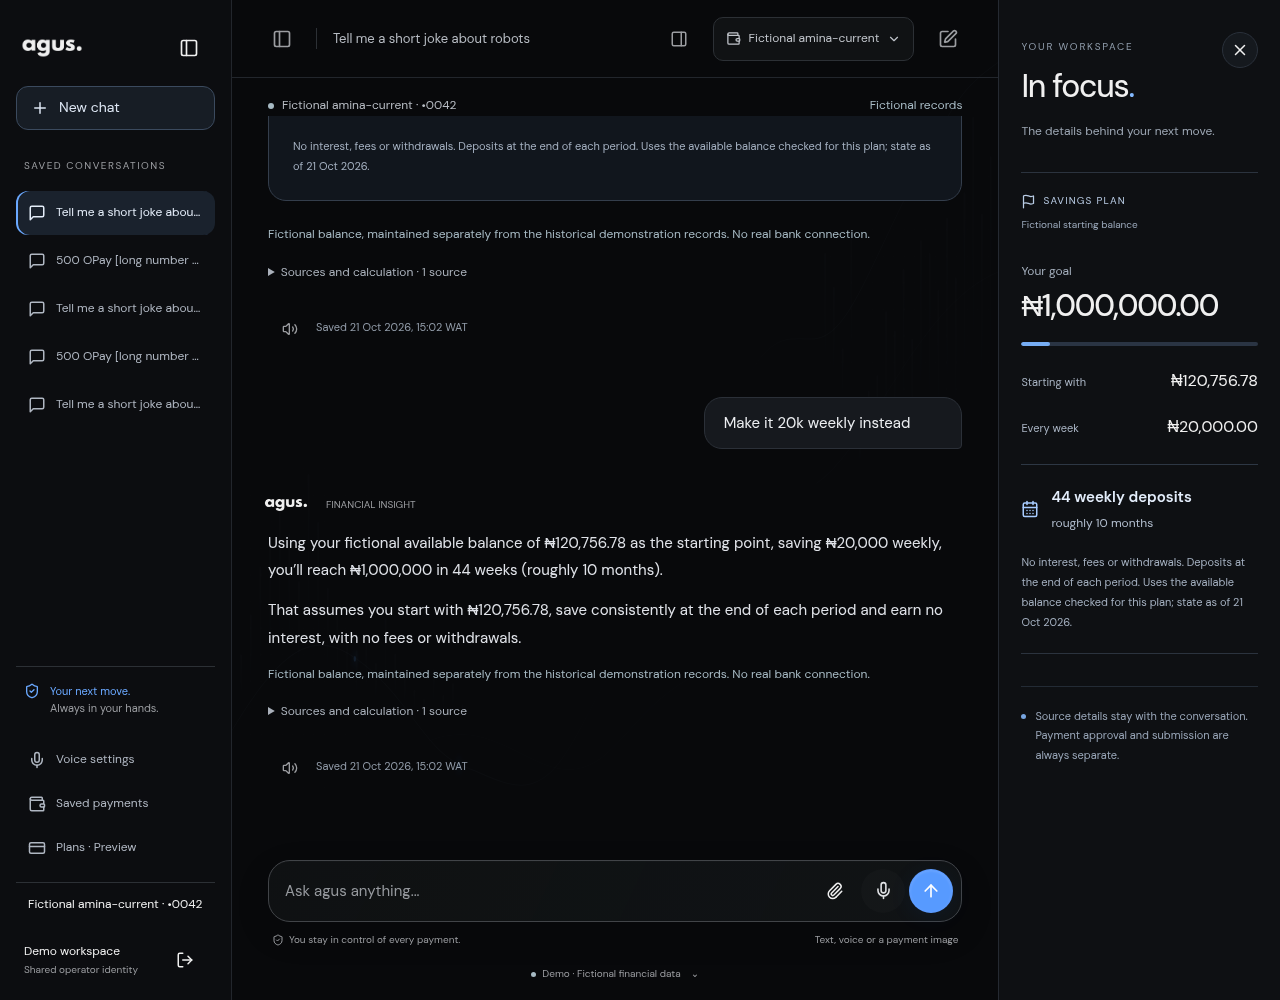 agus.
New chat
SAVED CONVERSATIONS
Tell me a short joke abou...
500 OPay [long number ...
Tell me a short joke abou...
500 OPay [long number ...
Tell me a short joke abou...
Your next move.
Always in your hands.
Voice settings
Saved payments
Plans · Preview
Fictional amina-current · •0042
Demo workspace
Shared operator identity
Tell me a short joke about robots
Fictional amina-current
Fictional amina-current · •0042
Fictional records
No interest, fees or withdrawals. Deposits at the end of each period. Uses the available balance checked for this plan; state as
of 21 Oct 2026.
Fictional balance, maintained separately from the historical demonstration records. No real bank connection.
Sources and calculation · 1 source
Saved 21 Oct 2026, 15:02 WAT
Make it 20k weekly instead
agus.
FINANCIAL INSIGHT
Using your fictional available balance of ₦120,756.78 as the starting point, saving ₦20,000 weekly,
you’ll reach ₦1,000,000 in 44 weeks (roughly 10 months).
That assumes you start with ₦120,756.78, save consistently at the end of each period and earn no
interest, with no fees or withdrawals.
Fictional balance, maintained separately from the historical demonstration records. No real bank connection.
Sources and calculation · 1 source
Saved 21 Oct 2026, 15:02 WAT
Ask agus anything...
You stay in control of every payment.
Text, voice or a payment image
Demo · Fictional financial data
YOUR WORKSPACE
In focus.
The details behind your next move.
SAVINGS PLAN
Fictional starting balance
Your goal
₦1,000,000.00
Starting with
₦120,756.78
Every week
₦20,000.00
44 weekly deposits
roughly 10 months
No interest, fees or withdrawals. Deposits at
the end of each period. Uses the available
balance checked for this plan; state as of 21
Oct 2026.
Source details stay with the conversation.
Payment approval and submission are
always separate.